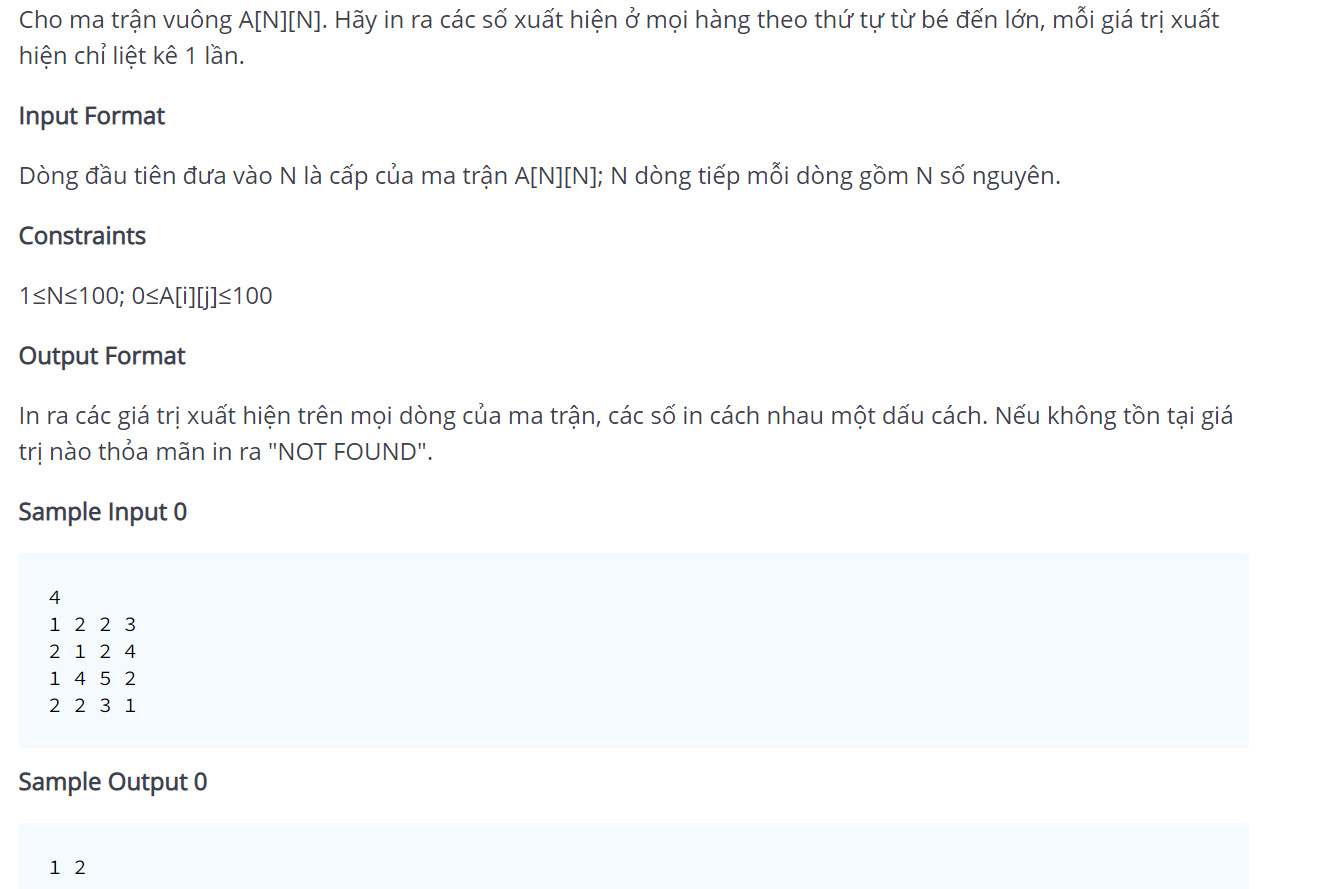 Cho ma trận vuông A[N][N]. Hãy in ra các số xuất hiện ở mọi hàng theo thứ tự từ bé đến lớn, mỗi giá trị xuất
hiện chỉ liệt kê 1 lần.
Input Format
Dòng đầu tiên đưa vào N là cấp của ma trận A[N][N]; N dòng tiếp mỗi dòng gồm N số nguyên.
Constraints
1≤N≤100; 0≤A[i][j]≤100
Output Format
In ra các giá trị xuất hiện trên mọi dòng của ma trận, các số in cách nhau một dấu cách. Nếu không tồn tại giá
trị nào thỏa mãn in ra "NOT FOUND".
Sample Input 0
4
1 2 2 3
2 1 2 4
1 4 5 2
2 2 3 1
Sample Output 0
1 2